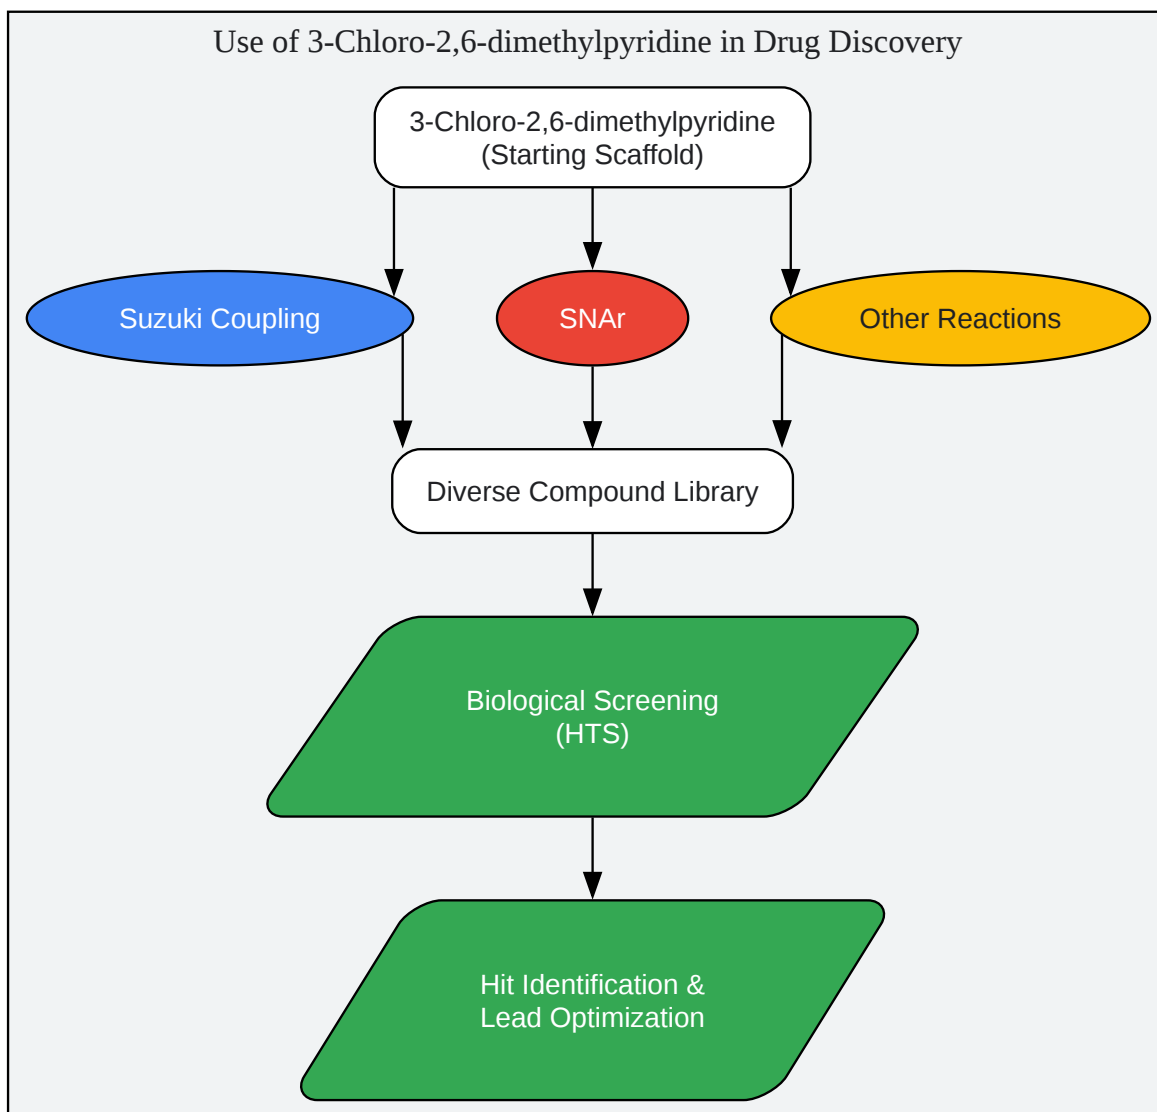 Use of 3-Chloro-2,6-dimethylpyridine in Drug Discovery
3-Chloro-2,6-dimethylpyridine
(Starting Scaffold)
Suzuki Coupling
SNAr
Other Reactions
Diverse Compound Library
Biological Screening
(HTS)
Hit Identification &
Lead Optimization